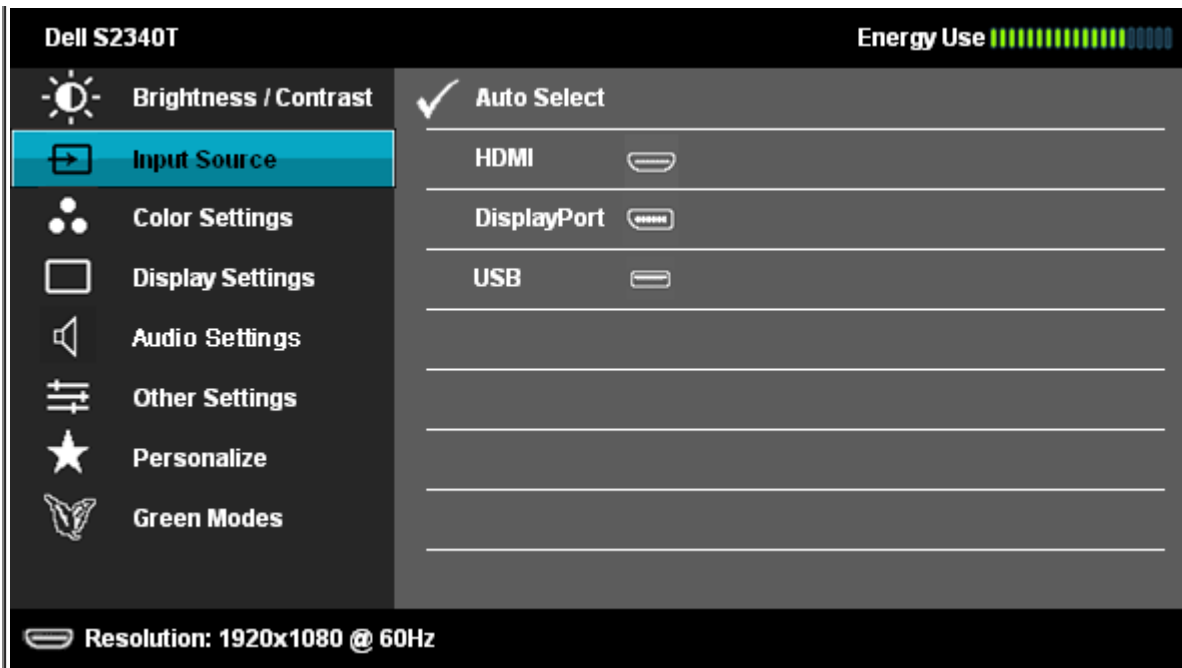 Dell S2340T
Energy Use
Brightness / Contrast
Auto Select
Input Source
HDMI
Color Settings
DisplayPort
Display Settings
USB
Audio Settings
Other Settings
Personalize
Green Modes
Resolution: 1920x1080 @ 60Hz